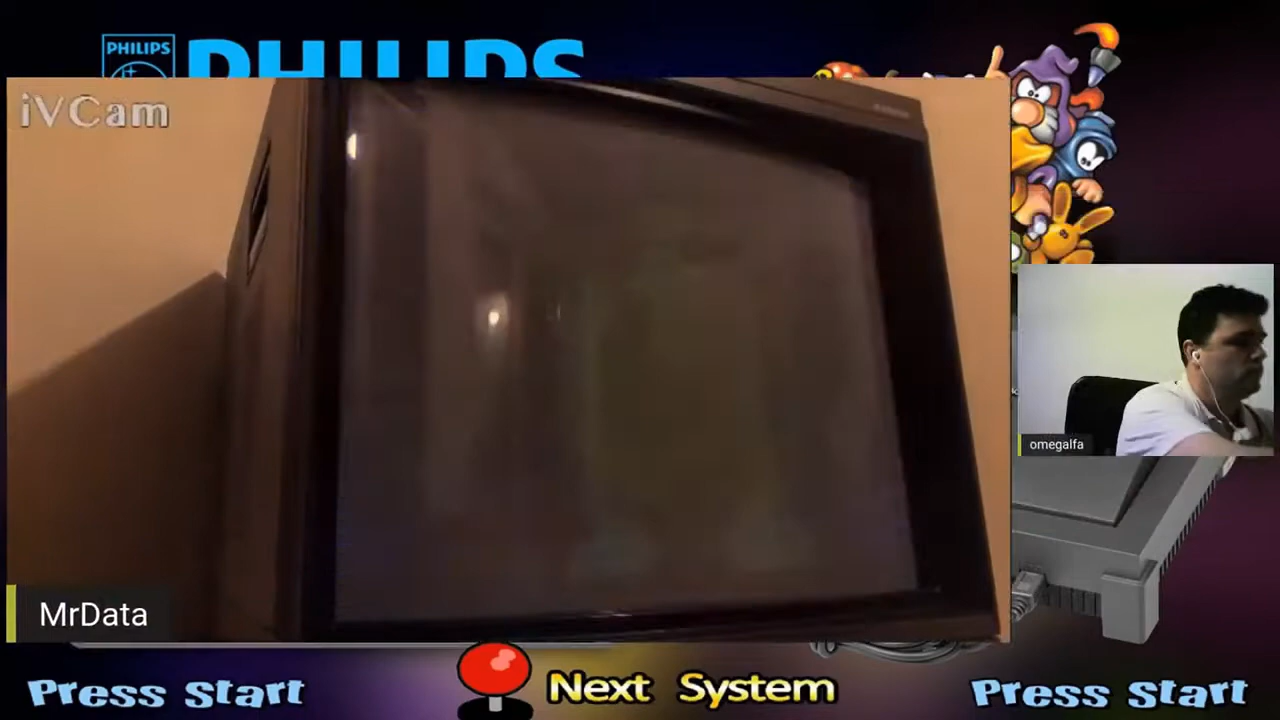 PHILIPS
PHILIPS
iVCam
omegalfa
MrData
Press Start
Next System
Press Start